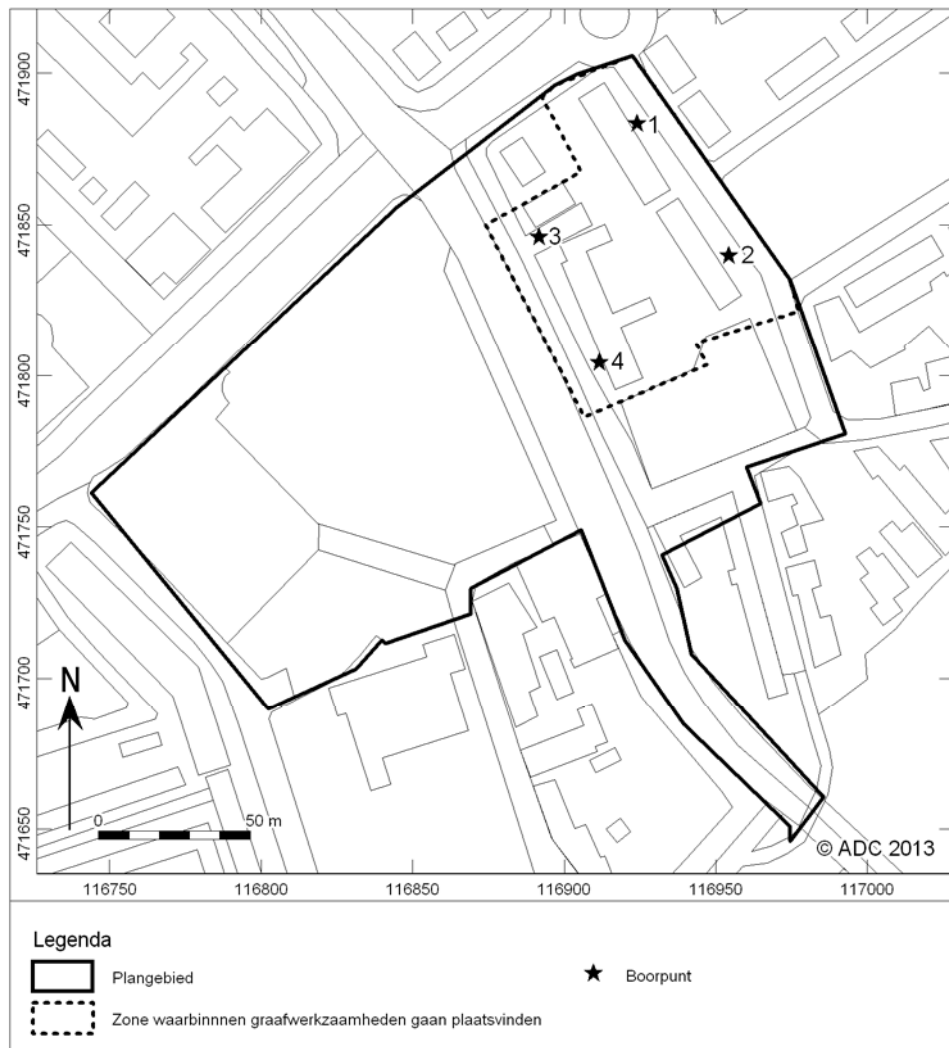 471900
471850
471800
471750
471700
471650
1
2
3
4
N
0 50 m
© ADC 2013
116750 116800 116850 116900 116950 117000
Legenda
Plangebied
Boorpunt
Zone waarbinnnen graafwerkzaamheden gaan plaatsvinden